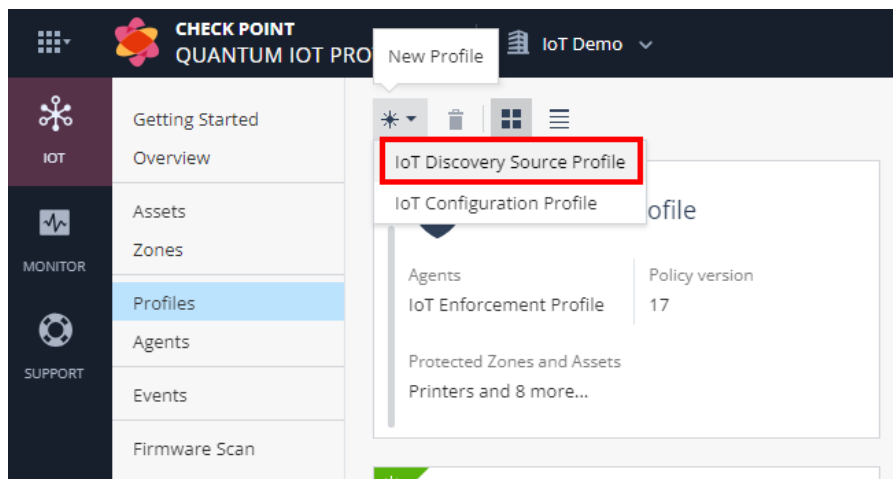 CHECK POINT
QUANTUM IOT PRO
New Profile
IoT Demo
IOT
MONITOR
SUPPORT
Getting Started
Overview
Assets
Zones
Profiles
Agents
Events
Firmware Scan
IoT Discovery Source Profile
IoT Configuration Profile
ofile
Agents
IoT Enforcement Profile
Policy version
17
Protected Zones and Assets
Printers and 8 more...